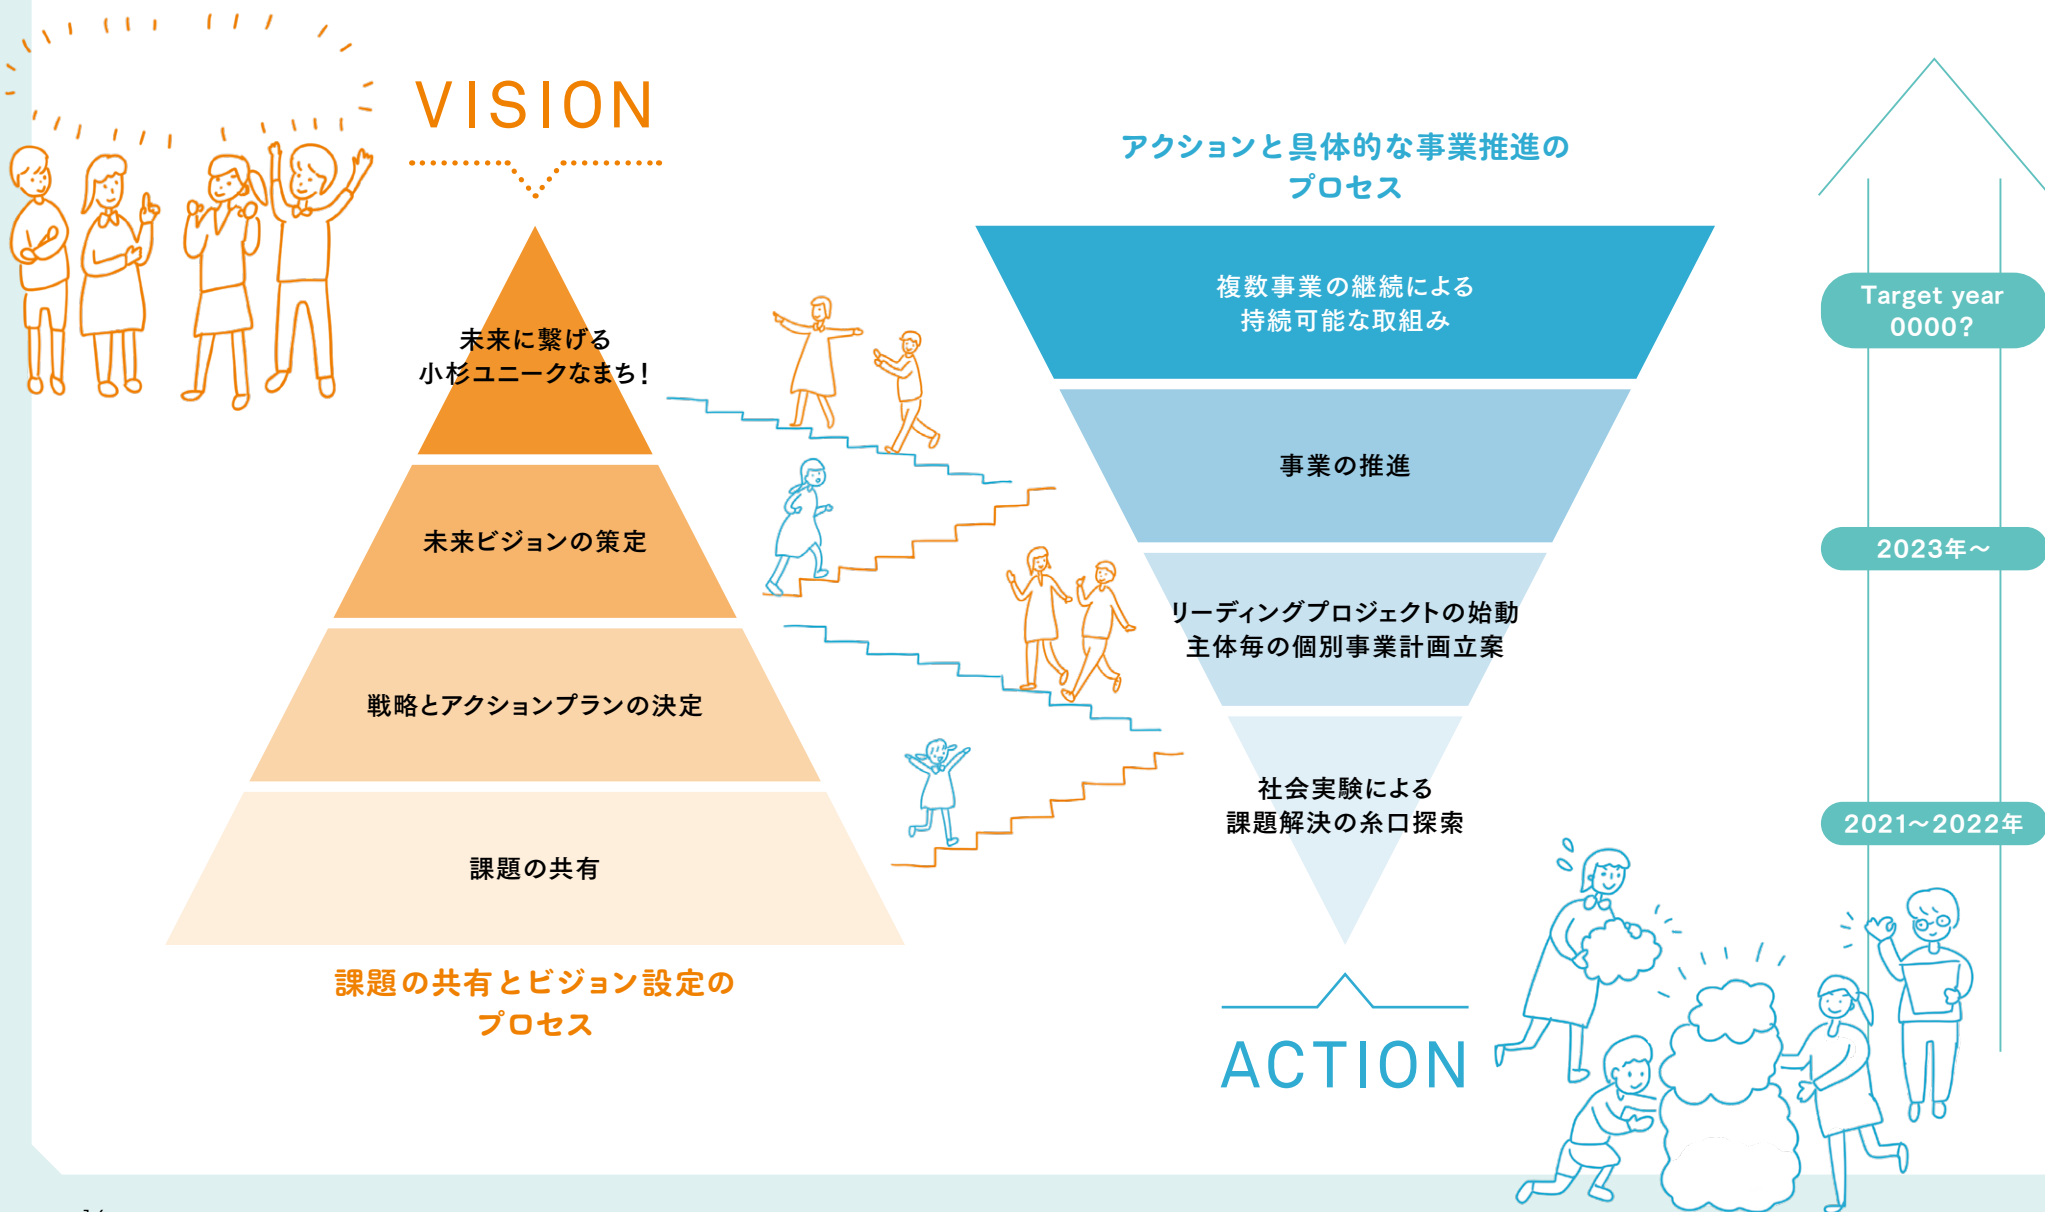 VISION
未来に繋げる
小杉ユニークなまち！
未来ビジョンの策定
戦略とアクションプランの決定
課題の共有
課題の共有とビジョン設定の
プロセス
アクションと具体的な事業推進の
プロセス
複数事業の継続による
持続可能な取組み
事業の推進
リーディングプロジェクトの始動
主体毎の個別事業計画立案
社会実験による
課題解決の糸口探索
ACTION
Target year
0000?
2023年〜
2021〜2022年